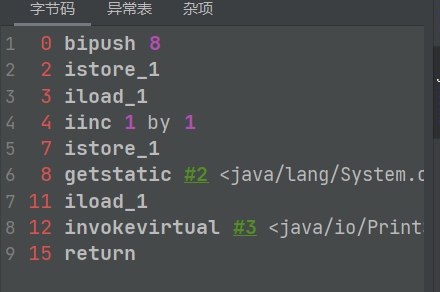 字节码 异常表 杂项
1 0 bipush 8
2 2 istore_1
3 3 iload_1
4 4 iinc 1 by 1
5 7 istore_1
6 8 getstatic #2 <java/lang/System.o
7 11 iload_1
8 12 invokevirtual #3 <java/io/Print
9 15 return